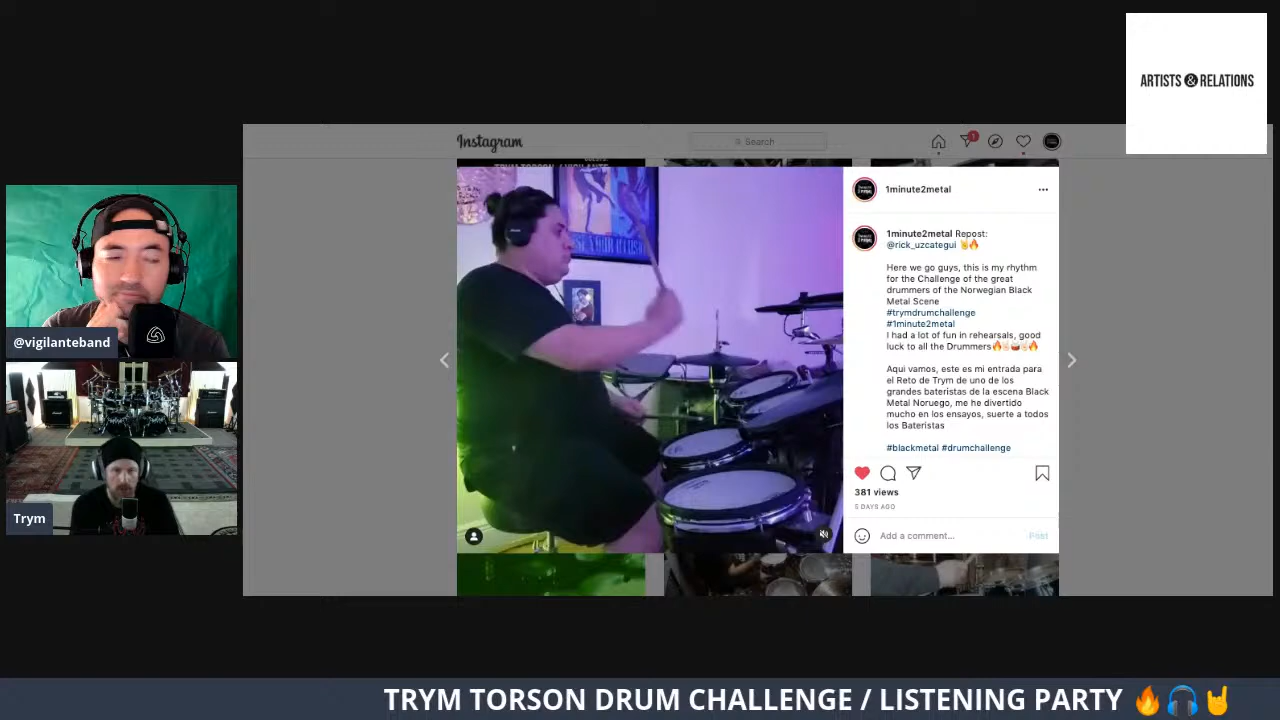 ARTISTS & RELATIONS
Instagram
Search
1
1minute2metal
1minute2metal Repost:
@rick_uzcategui 🤘🔥
Here we go guys, this is my rhythm
for the Challenge of the great
drummers of the Norwegian Black
Metal Scene
#trymdrumchallenge
#1minute2metal
I had a lot of fun in rehearsals, good
luck to all the Drummers
Aqui vamos, este es mi entrada para
el Reto de Trym de uno de los
grandes bateristas de la escena Black
Metal Noruego, me he divertido
mucho en los ensayos, suerte a todos
los Bateristas
#blackmetal #drumchallenge
381 views
5 DAYS AGO
Add a comment...
Post
@vigilanteband
Trym
TRYM TORSON DRUM CHALLENGE / LISTENING PARTY 🔥🎧🤘